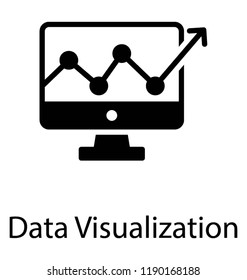 Data Visualization
shutterstock.com · 1190168188